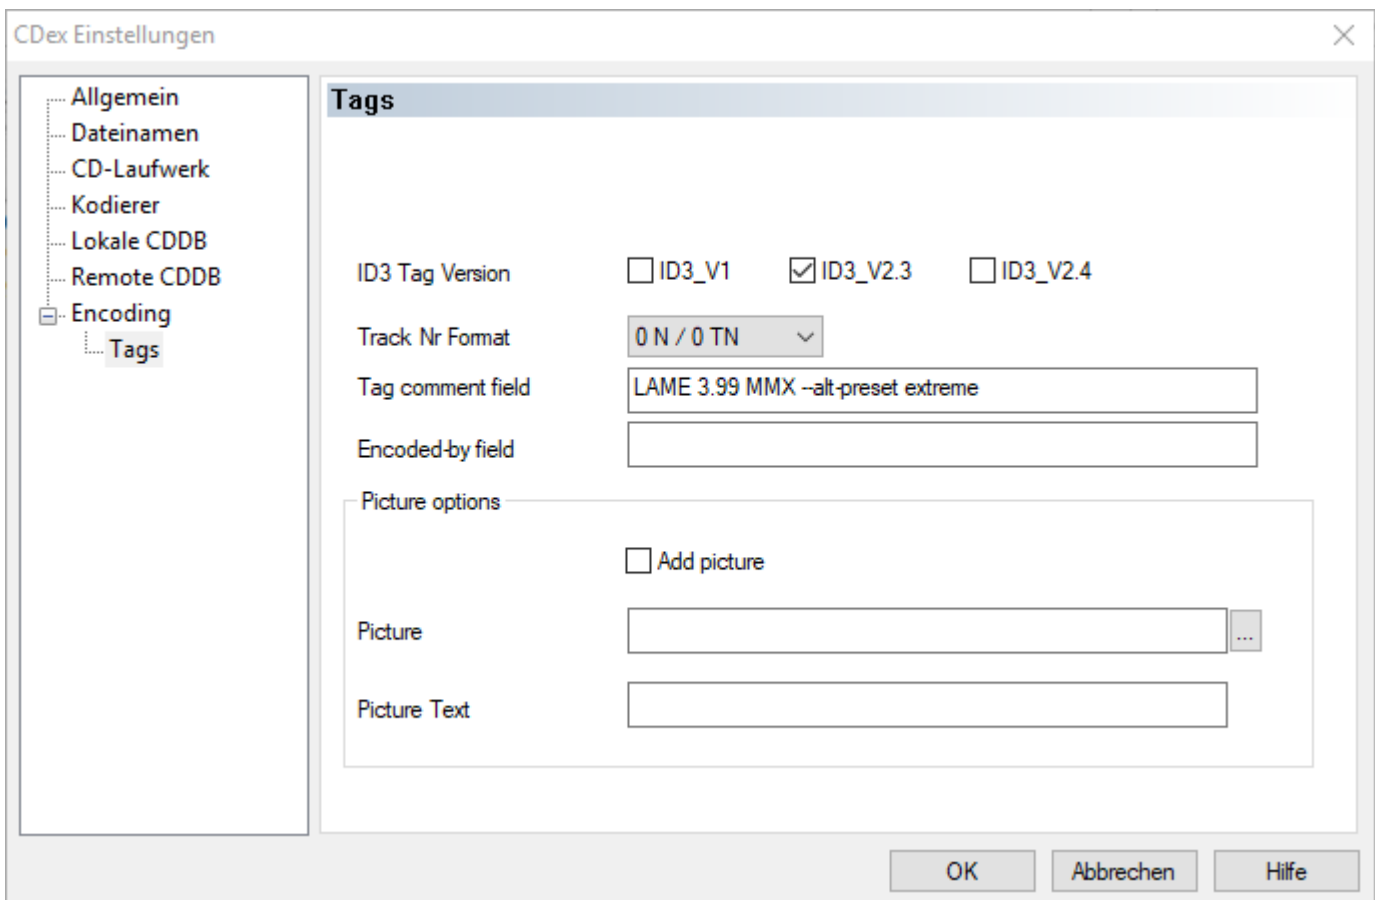 CDex Einstellungen
Allgemein
Dateinamen
CD-Laufwerk
Kodierer
Lokale CDDB
Remote CDDB
Encoding
Tags
Tags
ID3 Tag Version ID3_V1 ID3_V2.3 ID3_V2.4
Track Nr Format 0 N / 0 TN
Tag comment field LAME 3.99 MMX --alt-preset extreme
Encoded-by field
Picture options
Add picture
Picture ...
Picture Text
OK Abbrechen Hilfe